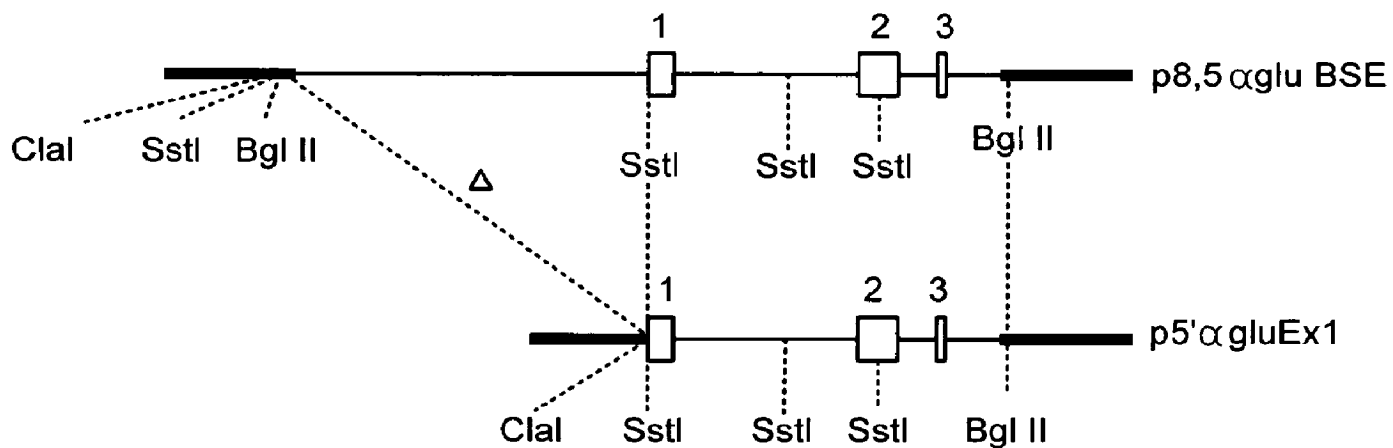 1 2 3
p8,5 αglu BSE
ClaI SstI Bgl II SstI SstI SstI Bgl II
Δ
1 2 3
p5'α gluEx1
ClaI SstI SstI SstI Bgl II